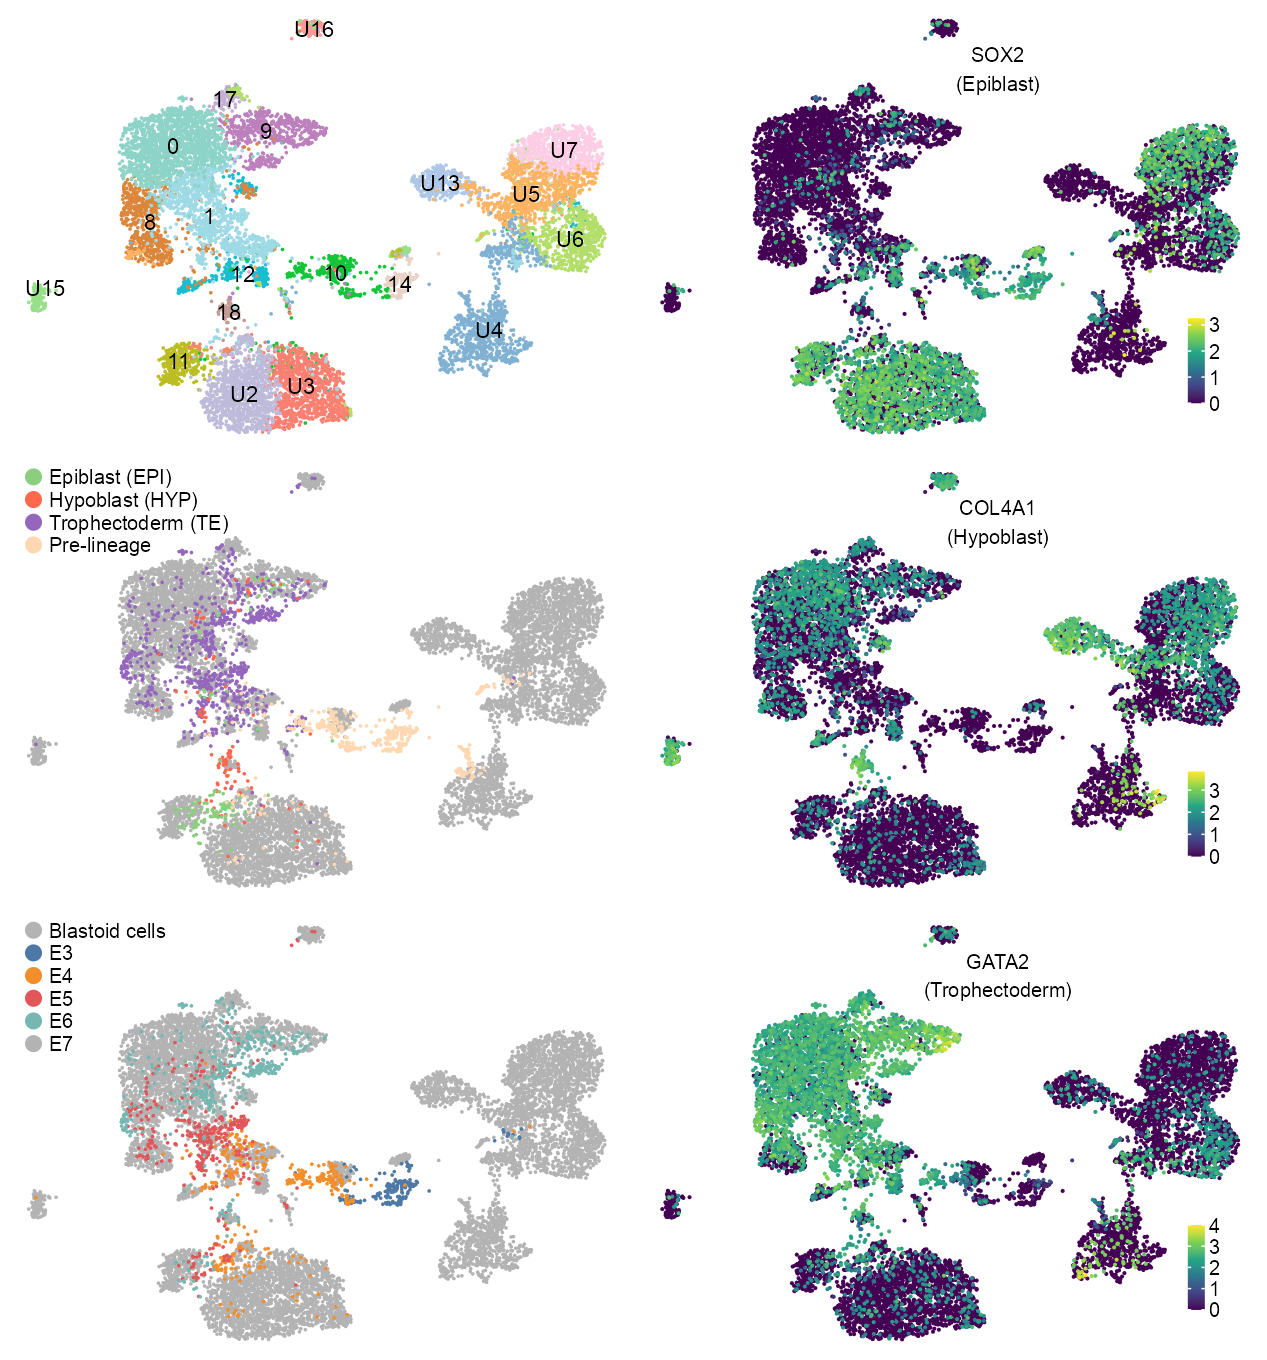 U16
17
0
9
U7
U13
U5
8
1
U6
12
10
14
U15
18
U4
11
U2
U3
SOX2
(Epiblast)
3
2
1
0
Epiblast (EPI)
Hypoblast (HYP)
Trophectoderm (TE)
Pre-lineage
COL4A1
(Hypoblast)
3
2
1
0
Blastoid cells
E3
E4
E5
E6
E7
GATA2
(Trophectoderm)
4
3
2
1
0